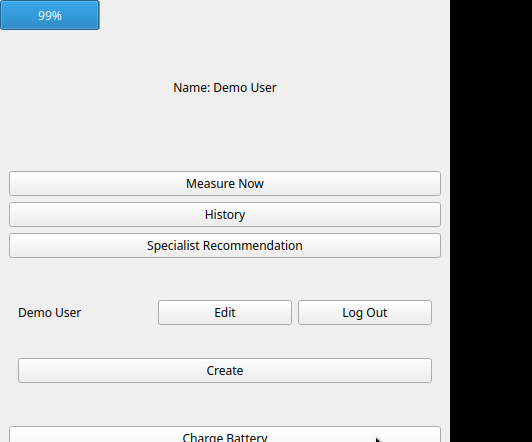 99%
Name: Demo User
Measure Now
History
Specialist Recommendation
Demo User Edit Log Out
Create
Charge Battery